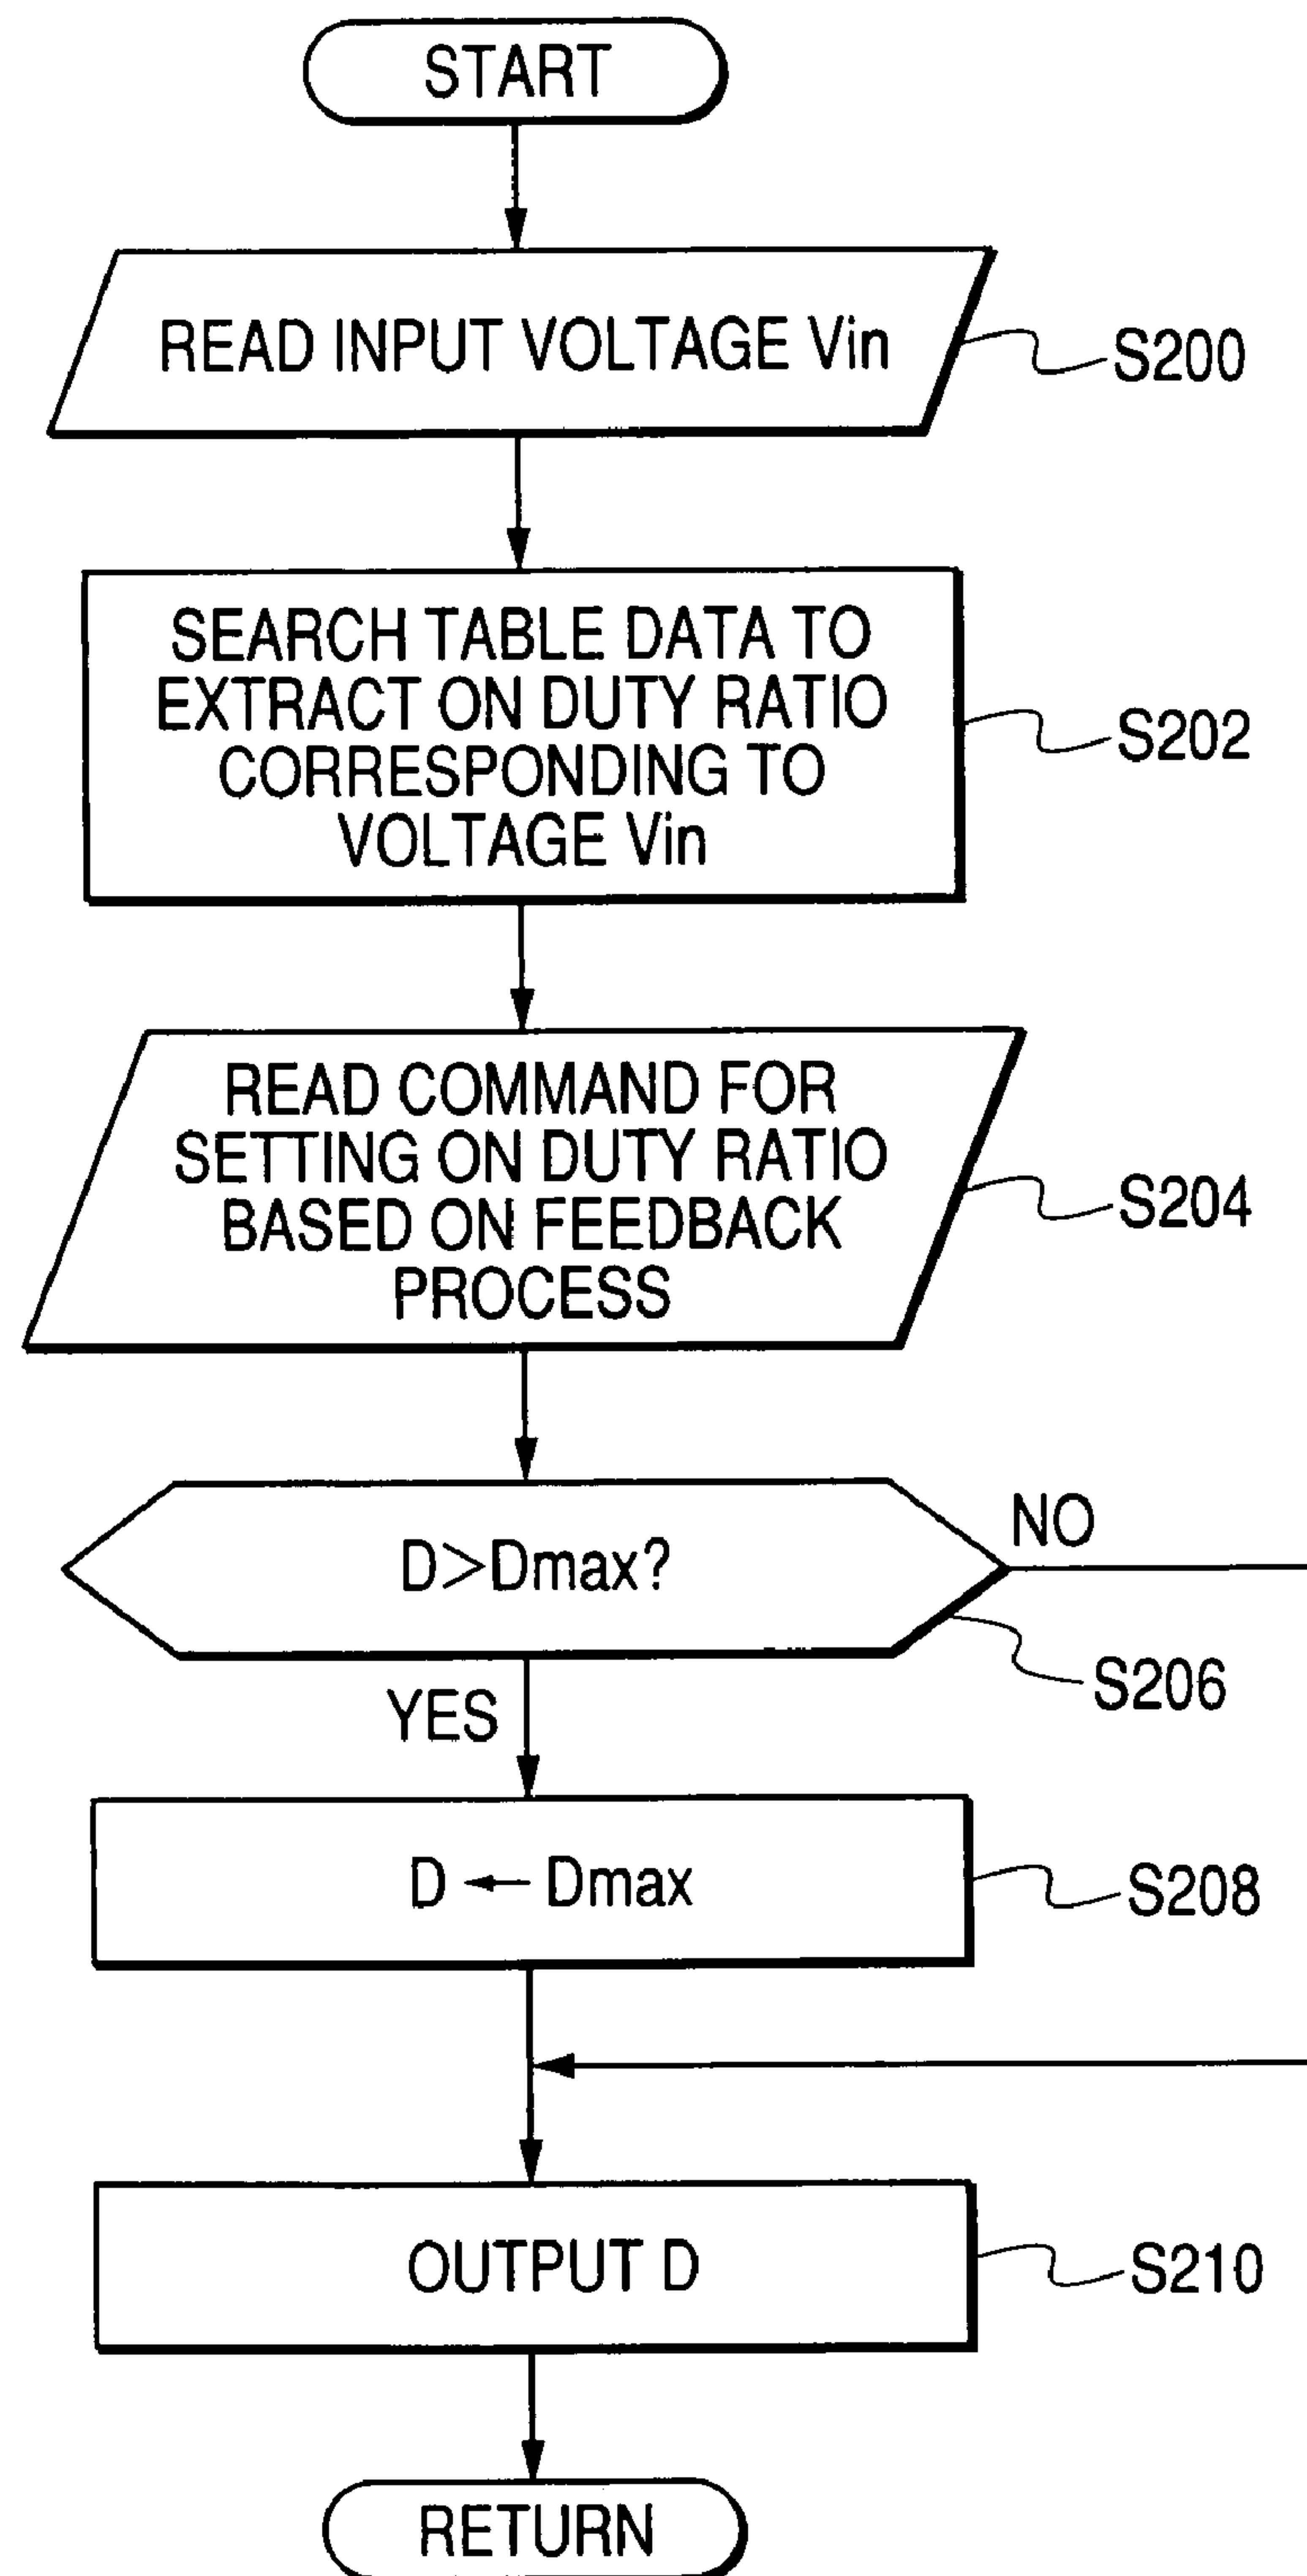 START
READ INPUT VOLTAGE Vin
S200
SEARCH TABLE DATA TO
EXTRACT ON DUTY RATIO
CORRESPONDING TO
VOLTAGE Vin
S202
READ COMMAND FOR
SETTING ON DUTY RATIO
BASED ON FEEDBACK
PROCESS
S204
D>Dmax?
NO
S206
YES
D ← Dmax
S208
OUTPUT D
S210
RETURN